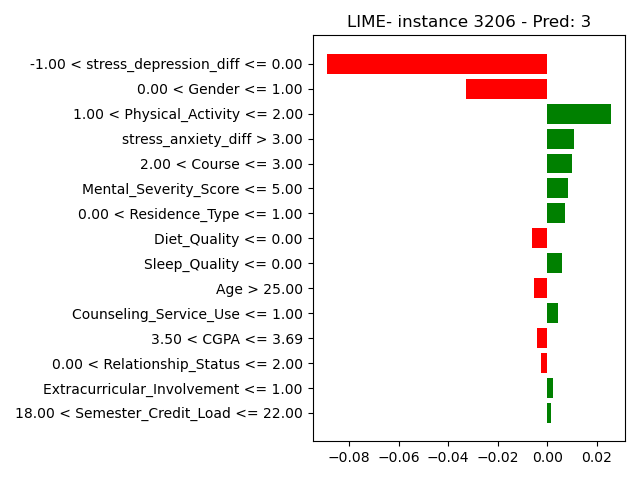 LIME- instance 3206 - Pred: 3
-1.00 < stress_depression_diff <= 0.00
0.00 < Gender <= 1.00
1.00 < Physical_Activity <= 2.00
stress_anxiety_diff > 3.00
2.00 < Course <= 3.00
Mental_Severity_Score <= 5.00
0.00 < Residence_Type <= 1.00
Diet_Quality <= 0.00
Sleep_Quality <= 0.00
Age > 25.00
Counseling_Service_Use <= 1.00
3.50 < CGPA <= 3.69
0.00 < Relationship_Status <= 2.00
Extracurricular_Involvement <= 1.00
18.00 < Semester_Credit_Load <= 22.00
−0.08 −0.06 −0.04 −0.02 0.00 0.02